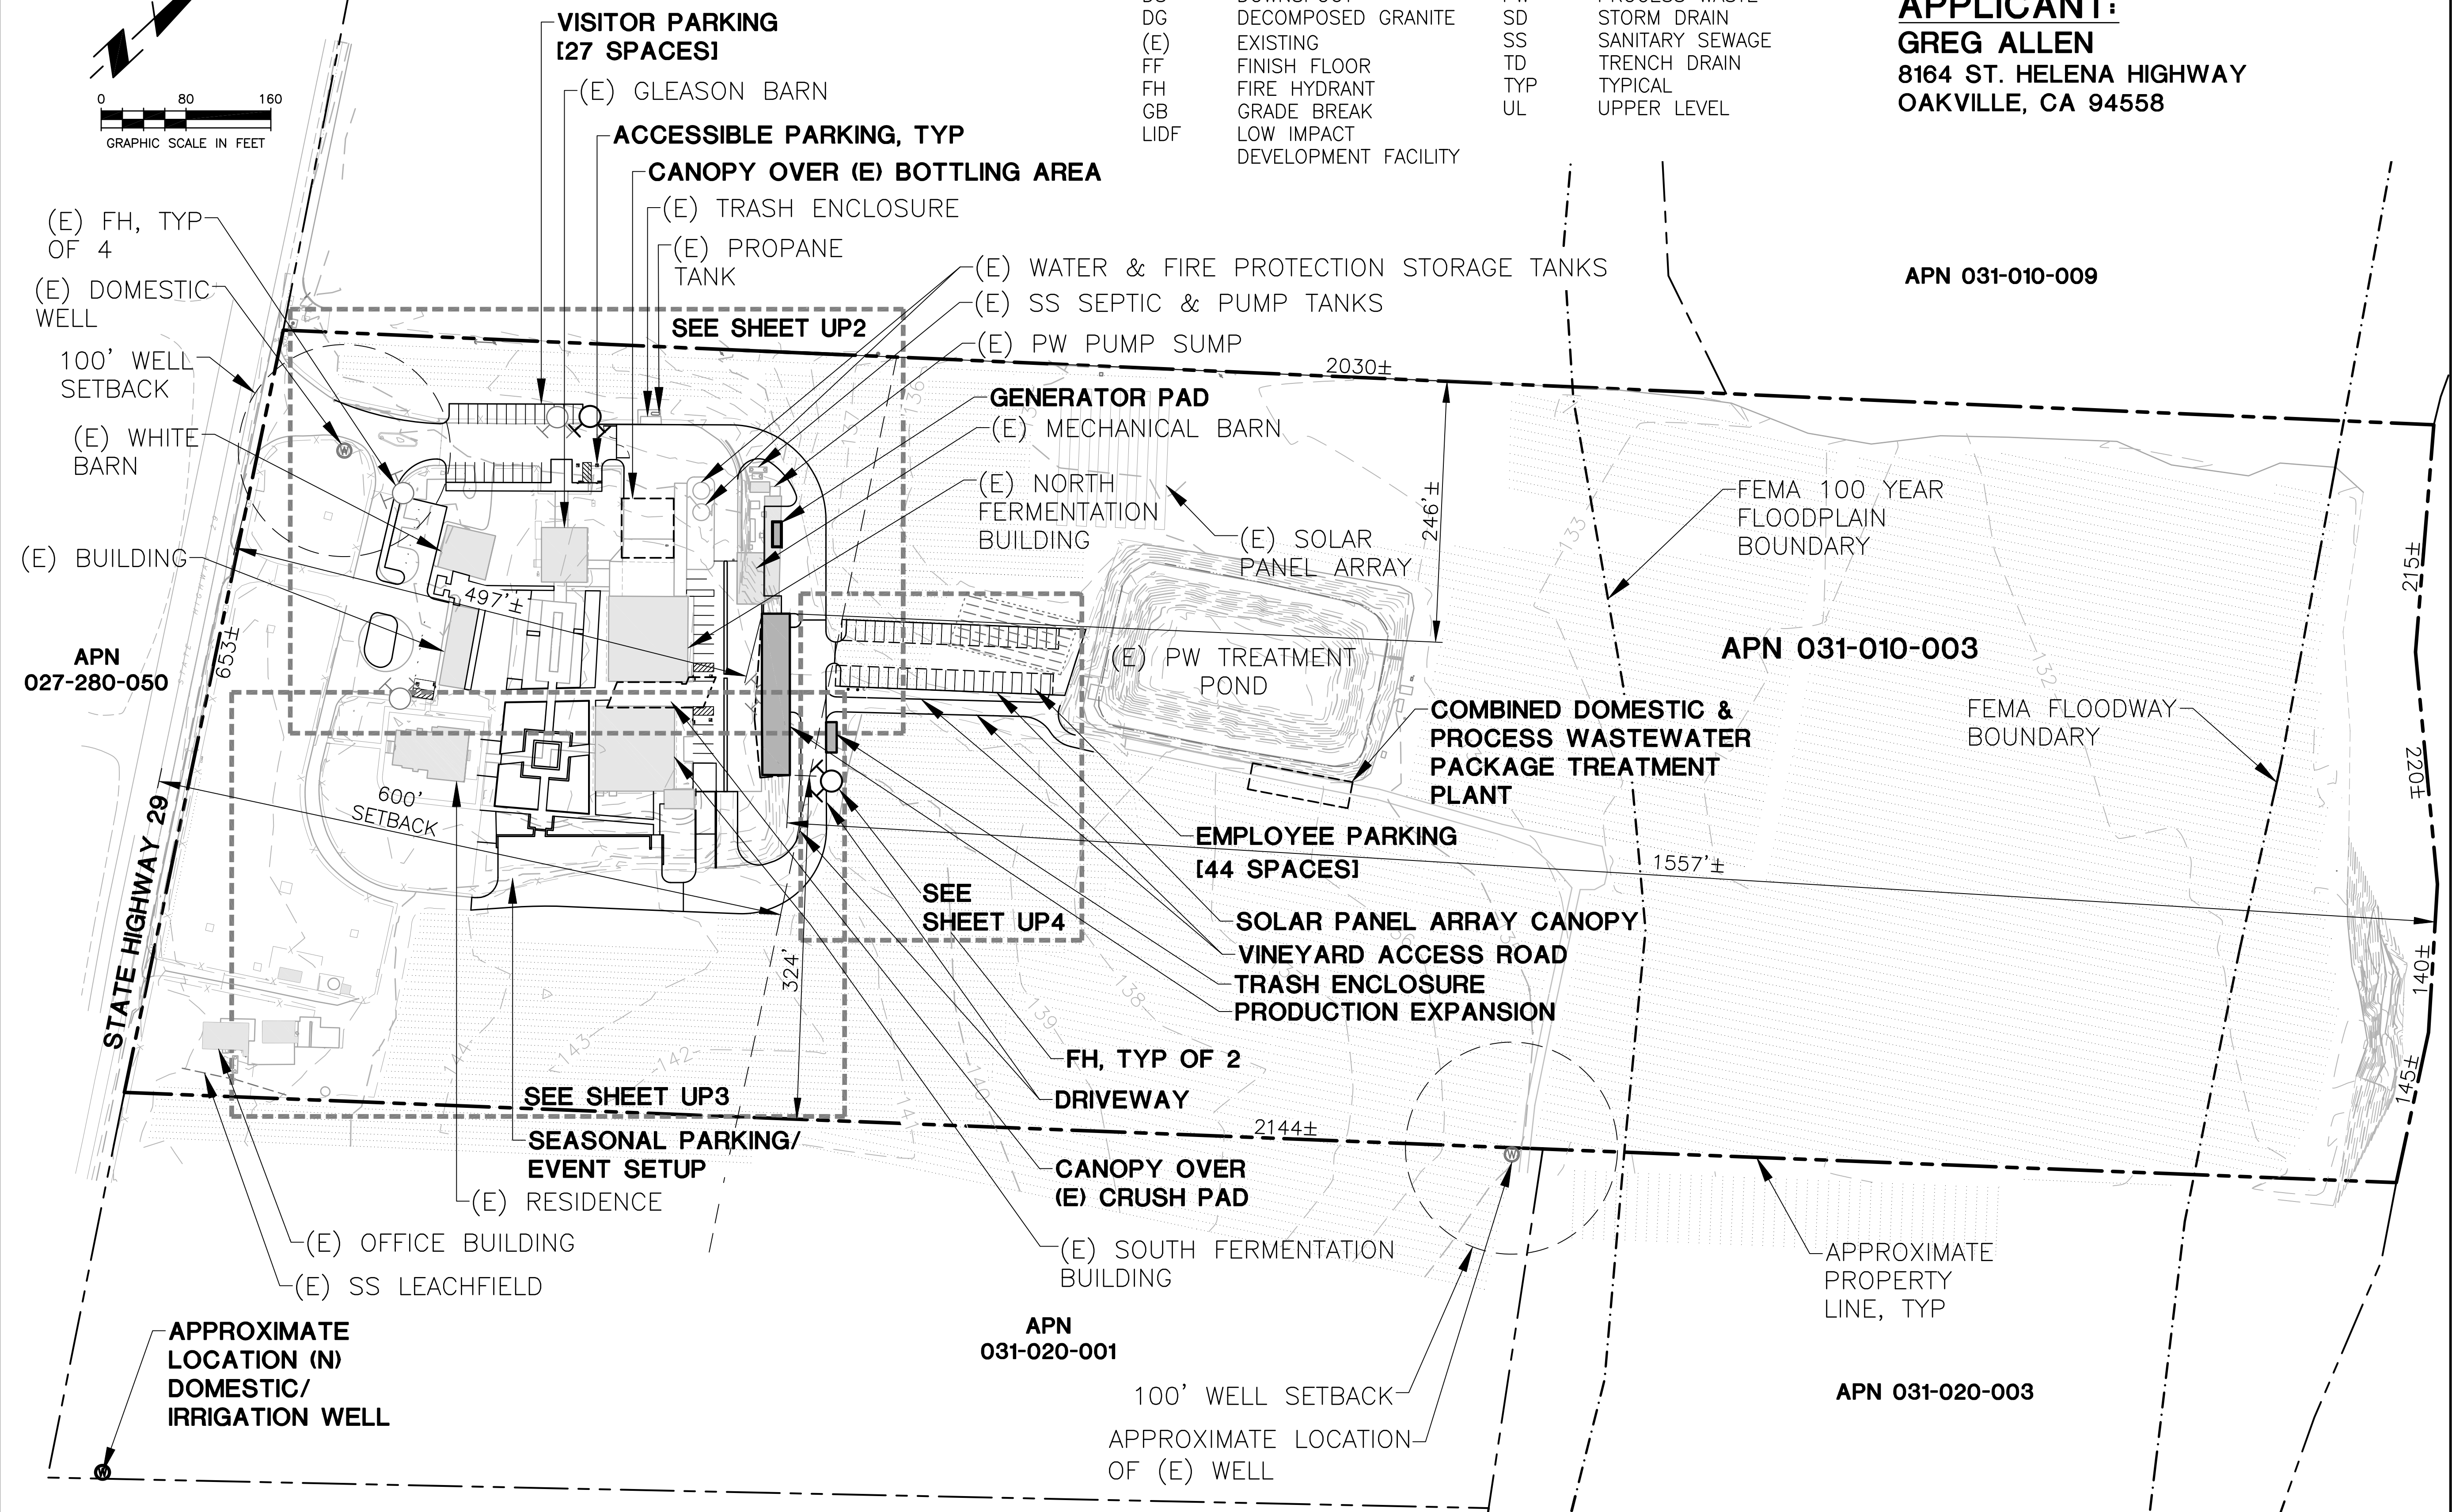 VISITOR PARKING
[27 SPACES]
(E) GLEASON BARN
ACCESSIBLE PARKING, TYP
CANOPY OVER (E) BOTTLING AREA
(E) TRASH ENCLOSURE
(E) PROPANE
TANK
0 80 160
GRAPHIC SCALE IN FEET
DG DECOMPOSED GRANITE
(E) EXISTING
FF FINISH FLOOR
FH FIRE HYDRANT
GB GRADE BREAK
LIDF LOW IMPACT
DEVELOPMENT FACILITY
SD STORM DRAIN
SS SANITARY SEWAGE
TD TRENCH DRAIN
TYP TYPICAL
UL UPPER LEVEL
APPLICANT:
GREG ALLEN
8164 ST. HELENA HIGHWAY
OAKVILLE, CA 94558
(E) FH, TYP
OF 4
(E) DOMESTIC
WELL
100' WELL
SETBACK
(E) WHITE
BARN
(E) BUILDING
APN
027-280-050
653±
STATE HIGHWAY 29
SEE SHEET UP2
(E) WATER & FIRE PROTECTION STORAGE TANKS
(E) SS SEPTIC & PUMP TANKS
(E) PW PUMP SUMP
GENERATOR PAD
(E) MECHANICAL BARN
(E) NORTH
FERMENTATION
BUILDING
(E) SOLAR
PANEL ARRAY
2030±
246'±
APN 031-010-009
FEMA 100 YEAR
FLOODPLAIN
BOUNDARY
133
132
215±
APN 031-010-003
FEMA FLOODWAY
BOUNDARY
220±
W
497'±
(E) PW TREATMENT
POND
COMBINED DOMESTIC &
PROCESS WASTEWATER
PACKAGE TREATMENT
PLANT
600'
SETBACK
EMPLOYEE PARKING
[44 SPACES]
1557'±
SEE
SHEET UP4
SOLAR PANEL ARRAY CANOPY
VINEYARD ACCESS ROAD
TRASH ENCLOSURE
PRODUCTION EXPANSION
324'
140±
145±
138
139
140
144
143
142
FH, TYP OF 2
DRIVEWAY
SEE SHEET UP3
2144±
SEASONAL PARKING/
EVENT SETUP
(E) RESIDENCE
CANOPY OVER
(E) CRUSH PAD
(E) OFFICE BUILDING
(E) SS LEACHFIELD
(E) SOUTH FERMENTATION
BUILDING
W
APPROXIMATE
PROPERTY
LINE, TYP
APPROXIMATE
LOCATION (N)
DOMESTIC/
IRRIGATION WELL
W
APN
031-020-001
100' WELL SETBACK
APPROXIMATE LOCATION
OF (E) WELL
APN 031-020-003